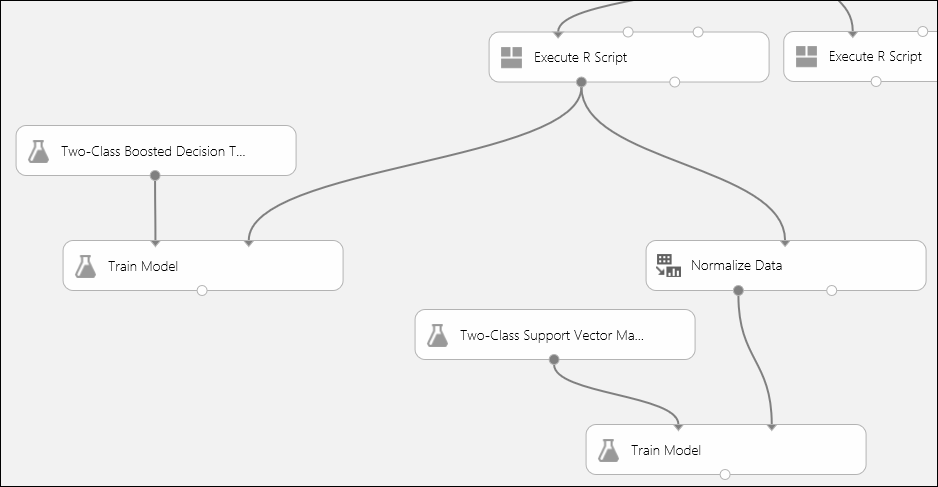 Execute R Script
Execute R Script
Two-Class Boosted Decision T...
Train Model
Normalize Data
Two-Class Support Vector Ma...
Train Model